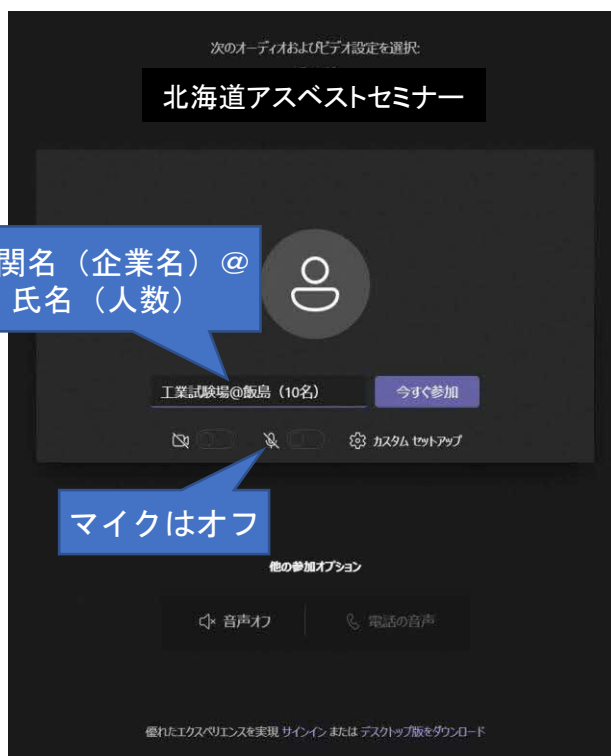 次のオーディオおよびビデオ設定を選択:
北海道アスベストセミナー
関名（企業名）@
氏名（人数）
工業試験場@飯島（10名）
今すぐ参加
カスタム セットアップ
マイクはオフ
他の参加オプション
音声オフ
電話の音声
優れたエクスペリエンスを実現 サインイン または デスクトップ版をダウンロード